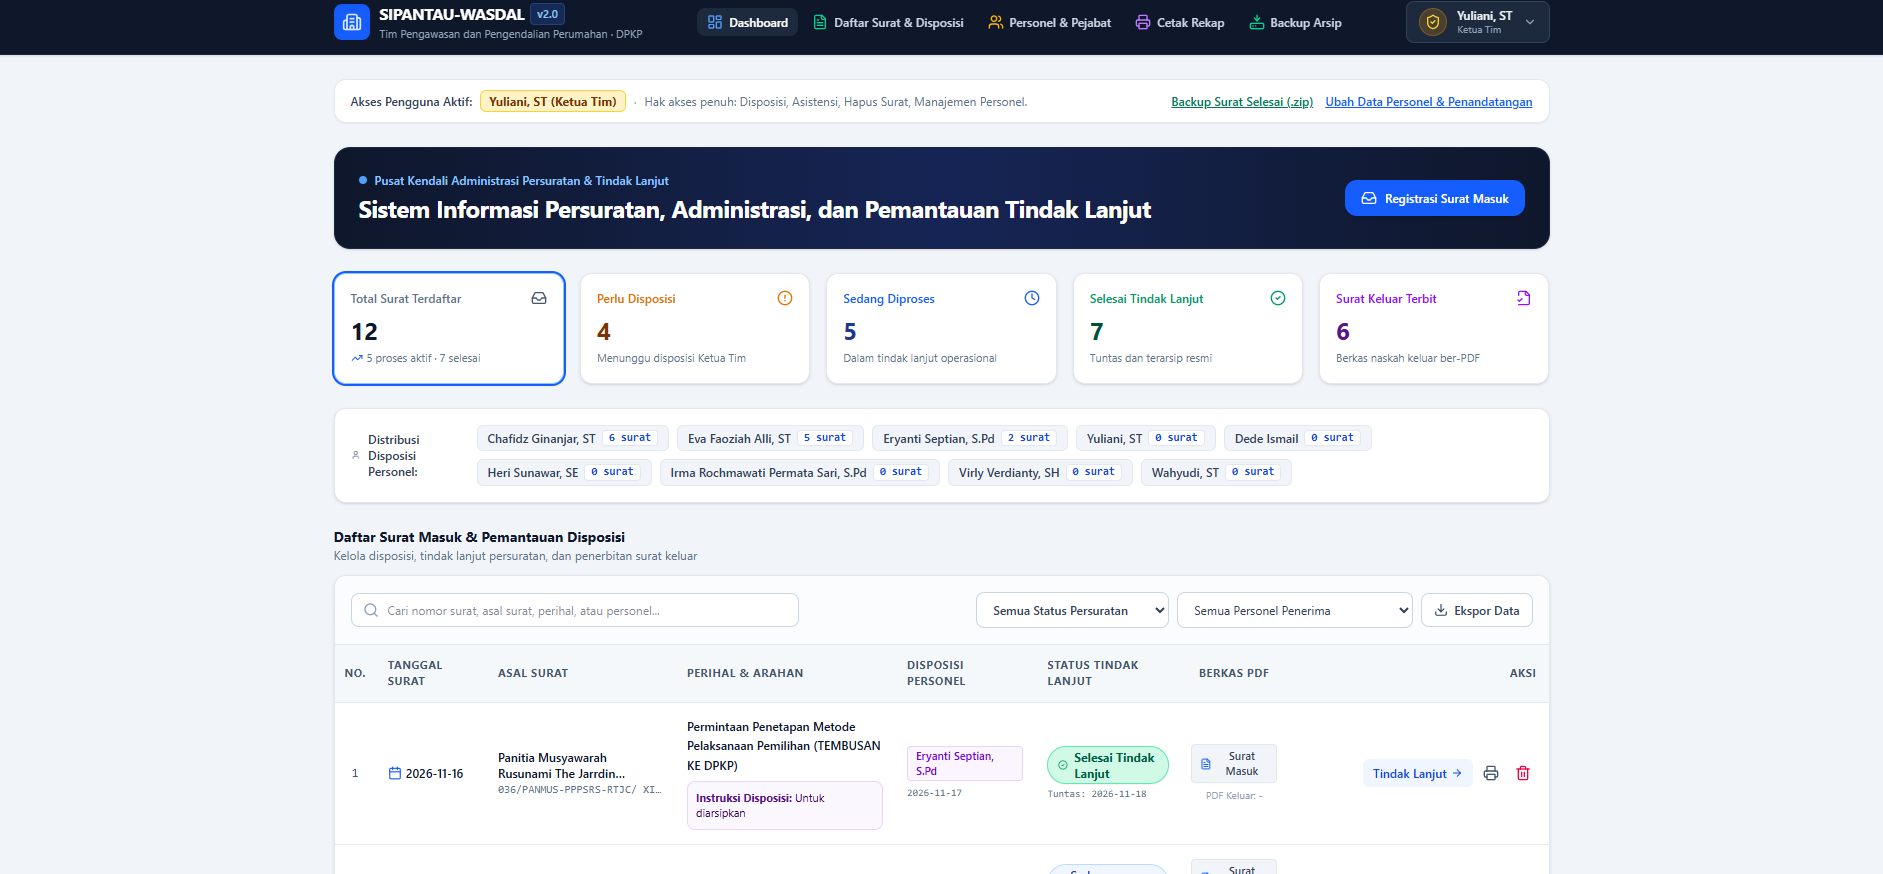 SIPANTAU-WASDAL v2.0
Tim Pengawasan dan Pengendalian Perumahan · DPKP
Dashboard
Daftar Surat & Disposisi
Personel & Pejabat
Cetak Rekap
Backup Arsip
Yuliani, ST
Ketua Tim
Akses Pengguna Aktif: Yuliani, ST (Ketua Tim) · Hak akses penuh: Disposisi, Asistensi, Hapus Surat, Manajemen Personel.
Backup Surat Selesai (.zip)
Ubah Data Personel & Penandatangan
Pusat Kendali Administrasi Persuratan & Tindak Lanjut
Sistem Informasi Persuratan, Administrasi, dan Pemantauan Tindak Lanjut
Registrasi Surat Masuk
Total Surat Terdaftar
12
5 proses aktif · 7 selesai
Perlu Disposisi
4
Menunggu disposisi Ketua Tim
Sedang Diproses
5
Dalam tindak lanjut operasional
Selesai Tindak Lanjut
7
Tuntas dan terarsip resmi
Surat Keluar Terbit
6
Berkas naskah keluar ber-PDF
Distribusi
Disposisi
Personel:
Chafidz Ginanjar, ST 6 surat
Eva Faoziah Alli, ST 5 surat
Eryanti Septian, S.Pd 2 surat
Yuliani, ST 0 surat
Dede Ismail 0 surat
Heri Sunawar, SE 0 surat
Irma Rochmawati Permata Sari, S.Pd 0 surat
Virly Verdianty, SH 0 surat
Wahyudi, ST 0 surat
Daftar Surat Masuk & Pemantauan Disposisi
Kelola disposisi, tindak lanjut persuratan, dan penerbitan surat keluar
Cari nomor surat, asal surat, perihal, atau personel...
Semua Status Persuratan
Semua Personel Penerima
Ekspor Data
NO.
TANGGAL
SURAT
ASAL SURAT
PERIHAL & ARAHAN
DISPOSISI
PERSONEL
STATUS TINDAK
LANJUT
BERKAS PDF
AKSI
1
2026-11-16
Panitia Musyawarah
Rusunami The Jarrdin...
036/PANMUS-PPPSRS-RTJC/ XI…
Permintaan Penetapan Metode
Pelaksanaan Pemilihan (TEMBUSAN
KE DPKP)
Instruksi Disposisi: Untuk
diarsipkan
Eryanti Septian,
S.Pd
2026-11-17
Selesai Tindak
Lanjut
Tuntas: 2026-11-18
Surat
Masuk
PDF Keluar: -
Tindak Lanjut →
Surat